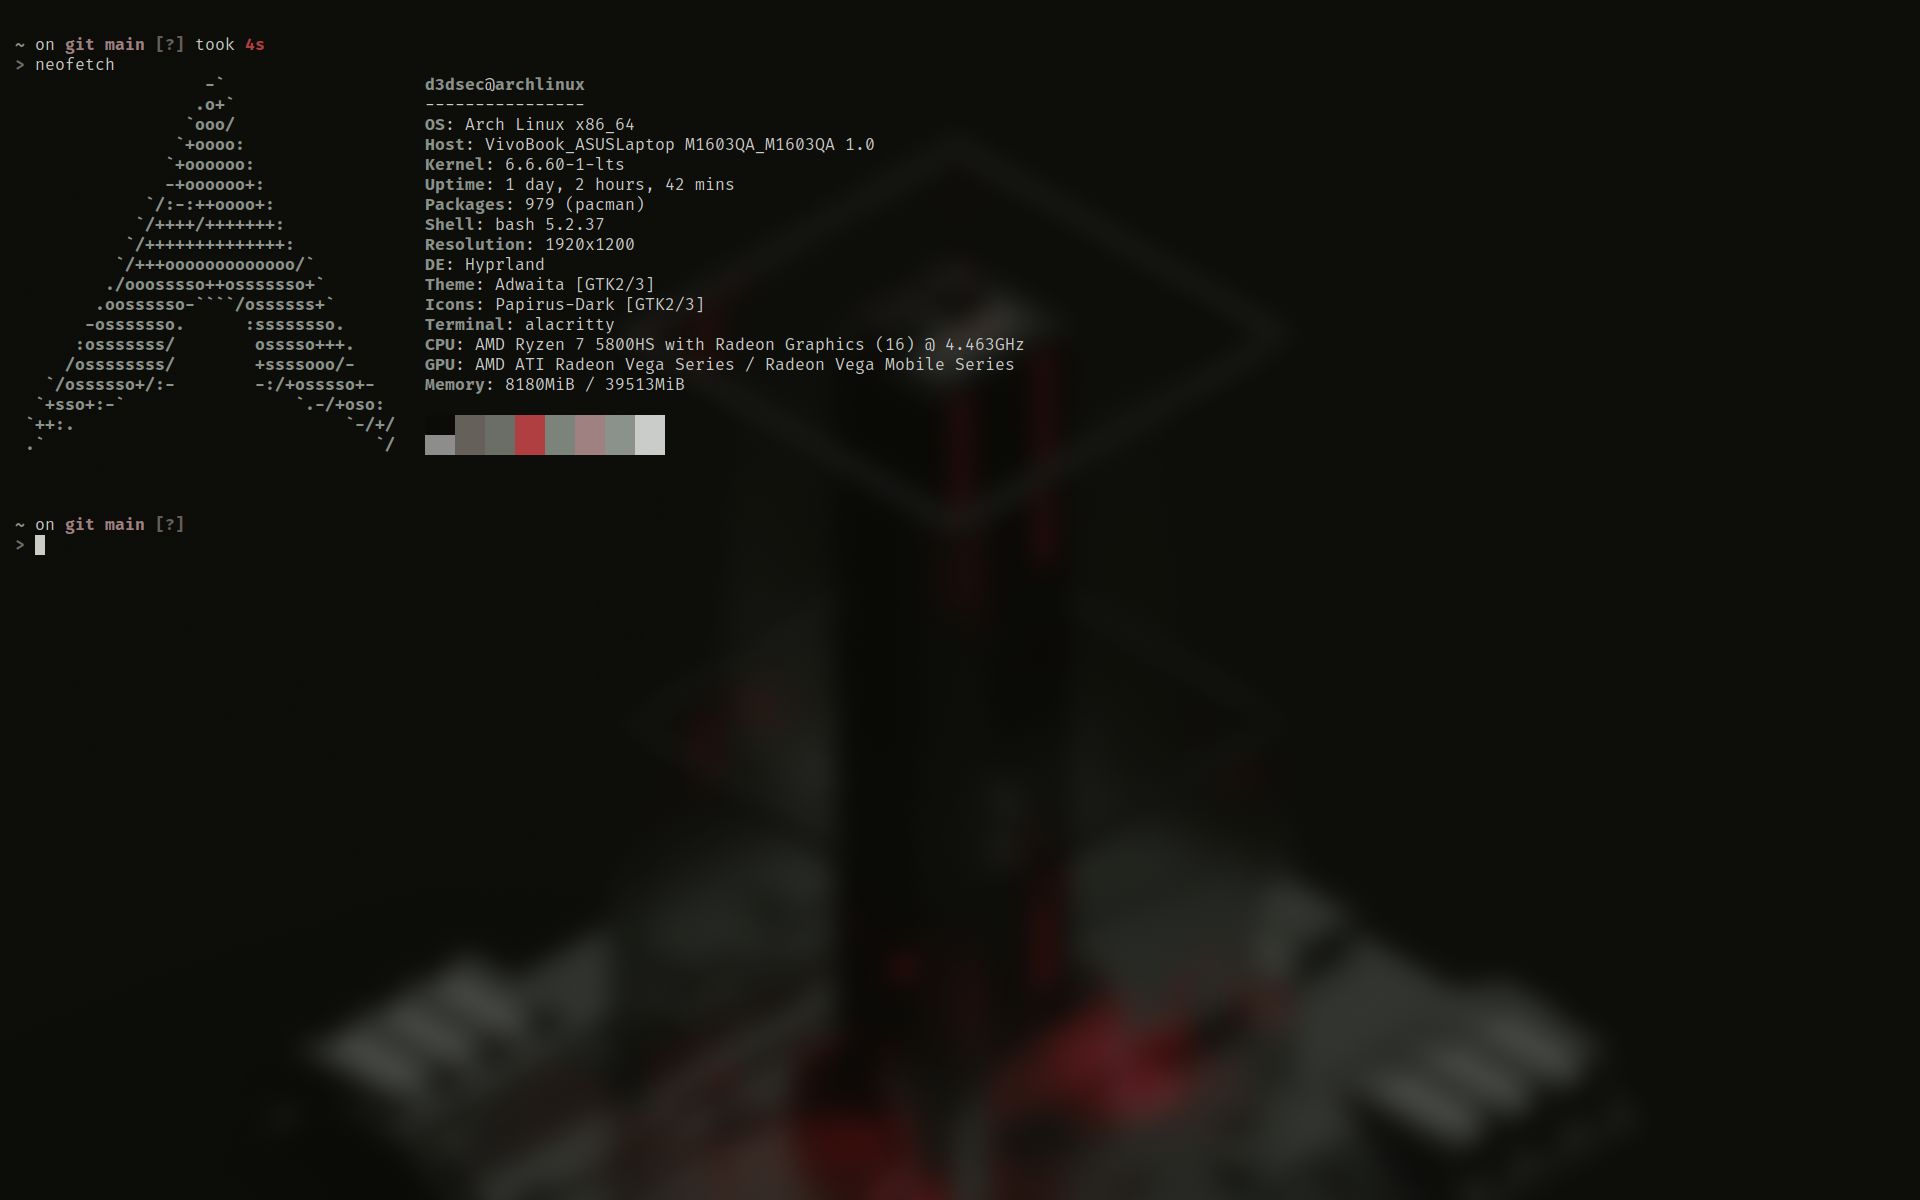 ~ on git main [?] took 4s
> neofetch
-` d3dsec@archlinux
.o+` ----------------
`ooo/ OS: Arch Linux x86_64
`+oooo: Host: VivoBook_ASUSLaptop M1603QA_M1603QA 1.0
`+oooooo: Kernel: 6.6.60-1-lts
-+oooooo+: Uptime: 1 day, 2 hours, 42 mins
`/:-:++oooo+: Packages: 979 (pacman)
`/++++/+++++++: Shell: bash 5.2.37
`/++++++++++++++: Resolution: 1920x1200
`/+++ooooooooooooo/` DE: Hyprland
./ooosssso++osssssso+` Theme: Adwaita [GTK2/3]
.oossssso-````/ossssss+` Icons: Papirus-Dark [GTK2/3]
-osssssso. :ssssssso. Terminal: alacritty
:osssssss/ osssso+++. CPU: AMD Ryzen 7 5800HS with Radeon Graphics (16) @ 4.463GHz
/ossssssss/ +ssssooo/- GPU: AMD ATI Radeon Vega Series / Radeon Vega Mobile Series
`/ossssso+/:- -:/+osssso+- Memory: 8180MiB / 39513MiB
`+sso+:-` `.-/+oso:
`++:. `-/+/
.` `/
~ on git main [?]
>